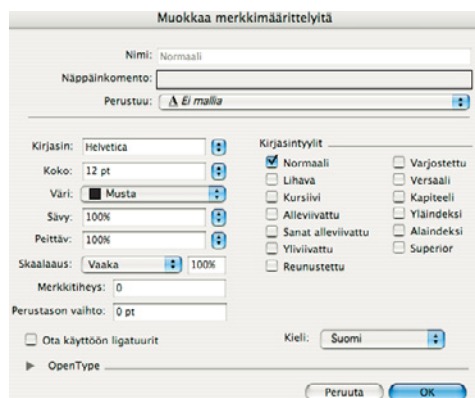 Muokkaa merkkimäärittelyitä
Nimi: Normaali
Näppäinkomento:
Perustuu: A Ei mallia
Kirjasin: Helvetica
Koko: 12 pt
Väri: Musta
Sävy: 100%
Peittäv: 100%
Skaalaaus: Vaaka 100%
Merkkitiheys: 0
Perustason vaihto: 0 pt
Ota käyttöön ligatuurit
OpenType
Kirjasintyylit
Normaali
Lihava
Kursiivi
Alleviivattu
Sanat alleviivattu
Yliviivattu
Reunustettu
Varjostettu
Versaali
Kapiteeli
Yläindeksi
Alaindeksi
Superior
Kieli: Suomi
Peruuta
OK